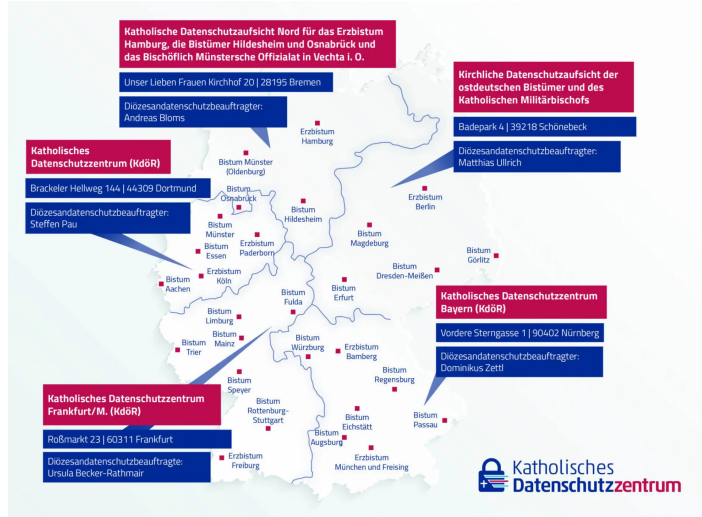 Katholische Datenschutzaufsicht Nord für das Erzbistum
Hamburg, die Bistümer Hildesheim und Osnabrück und
das Bischöflich Münstersche Offizialat in Vechta i. O.
Unser Lieben Frauen Kirchhof 20 | 28195 Bremen
Diözesandatenschutzbeauftragter:
Andreas Bloms
Kirchliche Datenschutzaufsicht der
ostdeutschen Bistümer und des
Katholischen Militärbischofs
Badepark 4 | 39218 Schönebeck
Diözesandatenschutzbeauftragter:
Matthias Ullrich
Katholisches
Datenschutzzentrum (KdöR)
Brackeler Hellweg 144 | 44309 Dortmund
Diözesandatenschutzbeauftragter:
Steffen Pau
Erzbistum
Hamburg
Bistum Münster
(Oldenburg)
Bistum
Osnabrück
Bistum
Hildesheim
Erzbistum
Berlin
Bistum
Münster
Bistum
Magdeburg
Bistum
Essen
Erzbistum
Paderborn
Bistum
Görlitz
Bistum
Dresden-Meißen
Bistum
Aachen
Erzbistum
Köln
Bistum
Erfurt
Bistum
Fulda
Katholisches Datenschutzzentrum
Bayern (KdöR)
Vordere Sterngasse 1 | 90402 Nürnberg
Diözesandatenschutzbeauftragter:
Dominikus Zettl
Bistum
Limburg
Bistum
Mainz
Bistum
Trier
Bistum
Würzburg
Erzbistum
Bamberg
Bistum
Regensburg
Bistum
Speyer
Katholisches Datenschutzzentrum
Frankfurt/M. (KdöR)
Roßmarkt 23 | 60311 Frankfurt
Diözesandatenschutzbeauftragte:
Ursula Becker-Rathmair
Bistum
Rottenburg-
Stuttgart
Bistum
Eichstätt
Bistum
Passau
Bistum
Augsburg
Erzbistum
Freiburg
Erzbistum
München und Freising
Katholisches
Datenschutzzentrum